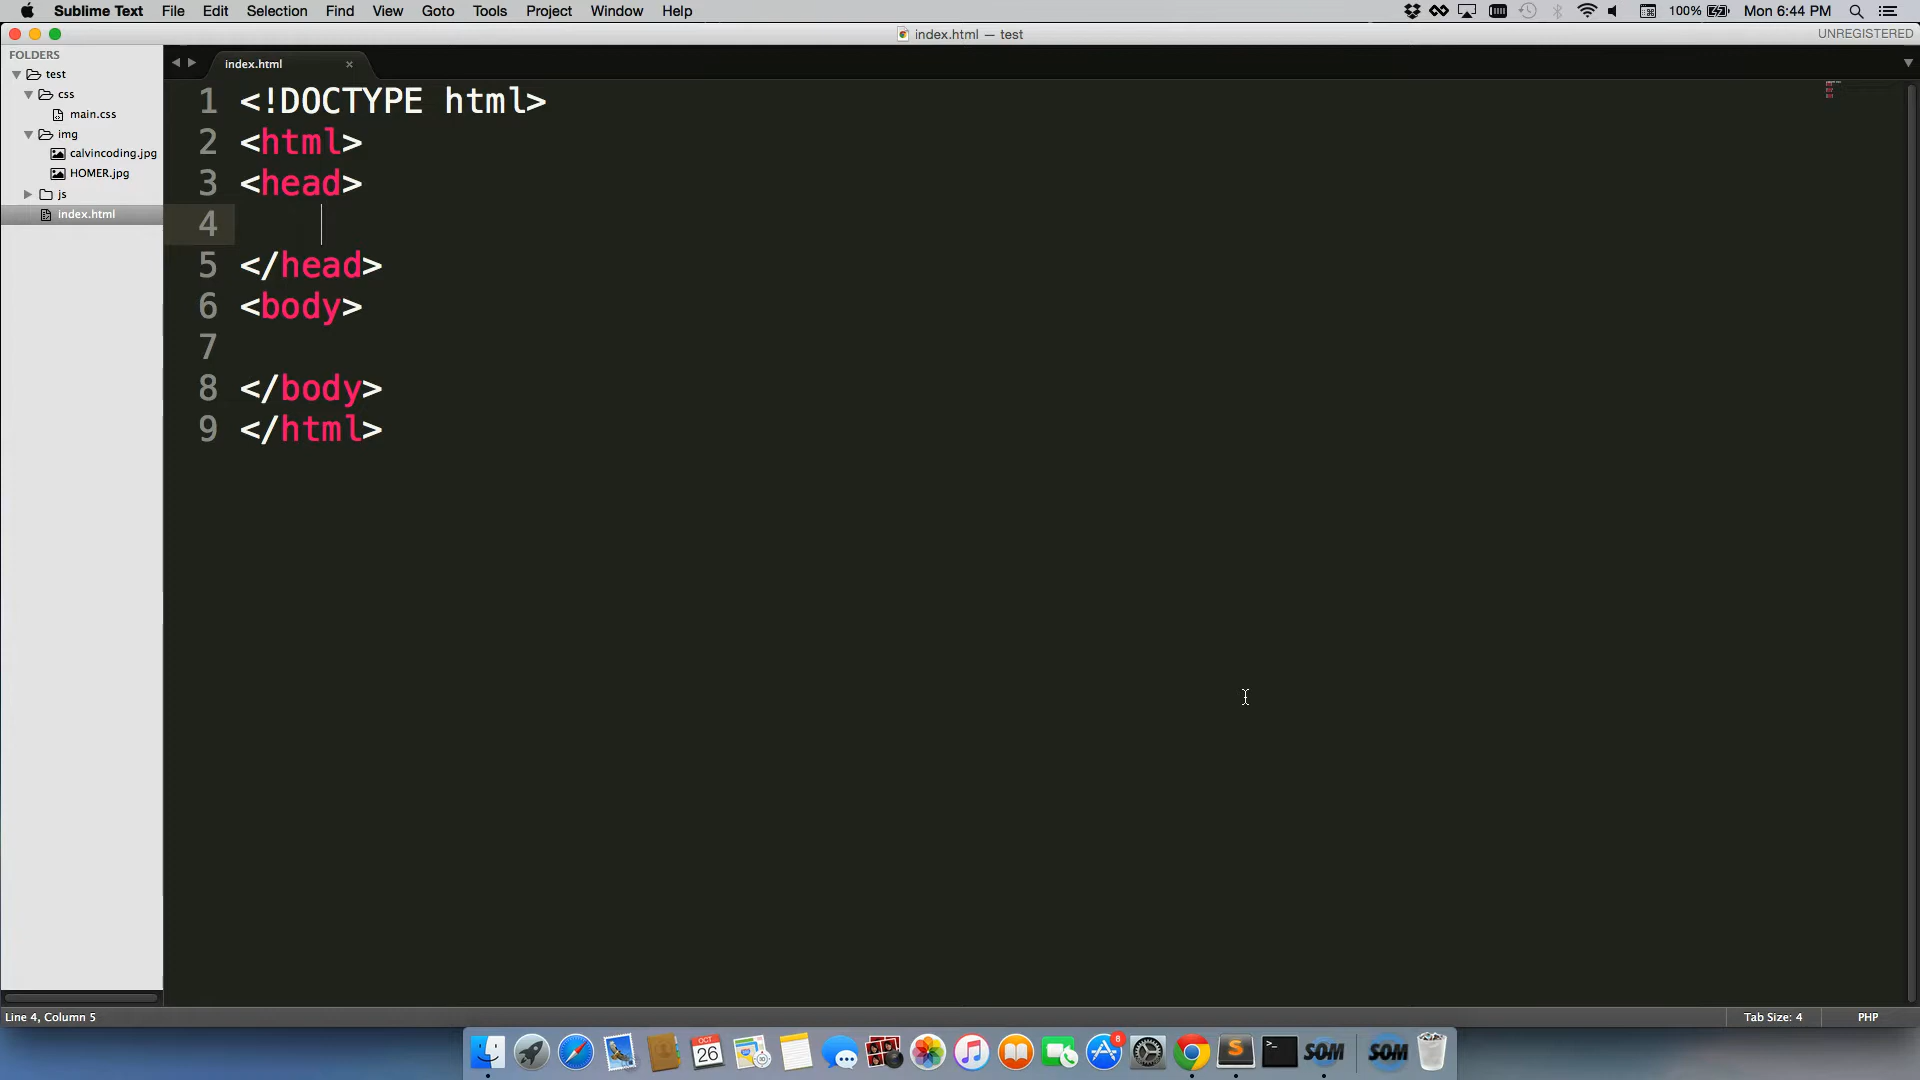 Sublime Text File Edit Selection Find View Goto Tools Project Window Help 100% Mon 6:44 PM
index.html — test UNREGISTERED
FOLDERS
test
css
main.css
img
calvincoding.jpg
HOMER.jpg
js
index.html
index.html ×
1 <!DOCTYPE html>
2 <html>
3 <head>
4
5 </head>
6 <body>
7
8 </body>
9 </html>
Line 4, Column 5 Tab Size: 4 PHP
OCT
26
8
S
>_
SOM
SOM